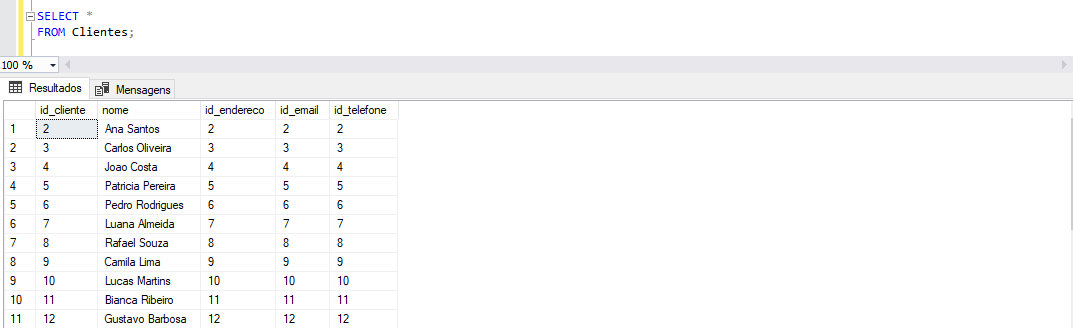 SELECT *
FROM Clientes;
100 %
Resultados Mensagens
id_cliente nome id_endereco id_email id_telefone
1 2 Ana Santos 2 2 2
2 3 Carlos Oliveira 3 3 3
3 4 Joao Costa 4 4 4
4 5 Patricia Pereira 5 5 5
5 6 Pedro Rodrigues 6 6 6
6 7 Luana Almeida 7 7 7
7 8 Rafael Souza 8 8 8
8 9 Camila Lima 9 9 9
9 10 Lucas Martins 10 10 10
10 11 Bianca Ribeiro 11 11 11
11 12 Gustavo Barbosa 12 12 12